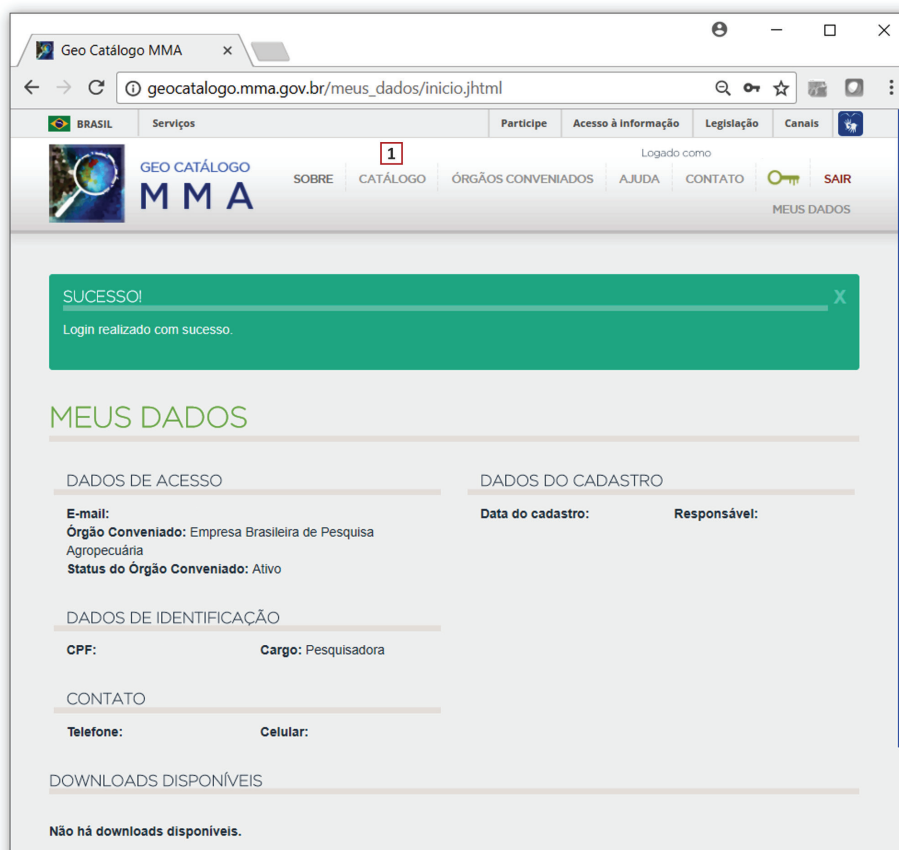 Geo Catálogo MMA
geocatalogo.mma.gov.br/meus_dados/inicio.jhtml
BRASIL Serviços Participe Acesso à informação Legislação Canais
1
Logado como
GEO CATÁLOGO
MMA
SOBRE CATÁLOGO ÓRGÃOS CONVENIADOS AJUDA CONTATO SAIR
MEUS DADOS
SUCESSO! X
Login realizado com sucesso.
MEUS DADOS
DADOS DE ACESSO
E-mail:
Órgão Conveniado: Empresa Brasileira de Pesquisa
Agropecuária
Status do Órgão Conveniado: Ativo
DADOS DO CADASTRO
Data do cadastro: Responsável:
DADOS DE IDENTIFICAÇÃO
CPF: Cargo: Pesquisadora
CONTATO
Telefone: Celular:
DOWNLOADS DISPONÍVEIS
Não há downloads disponíveis.